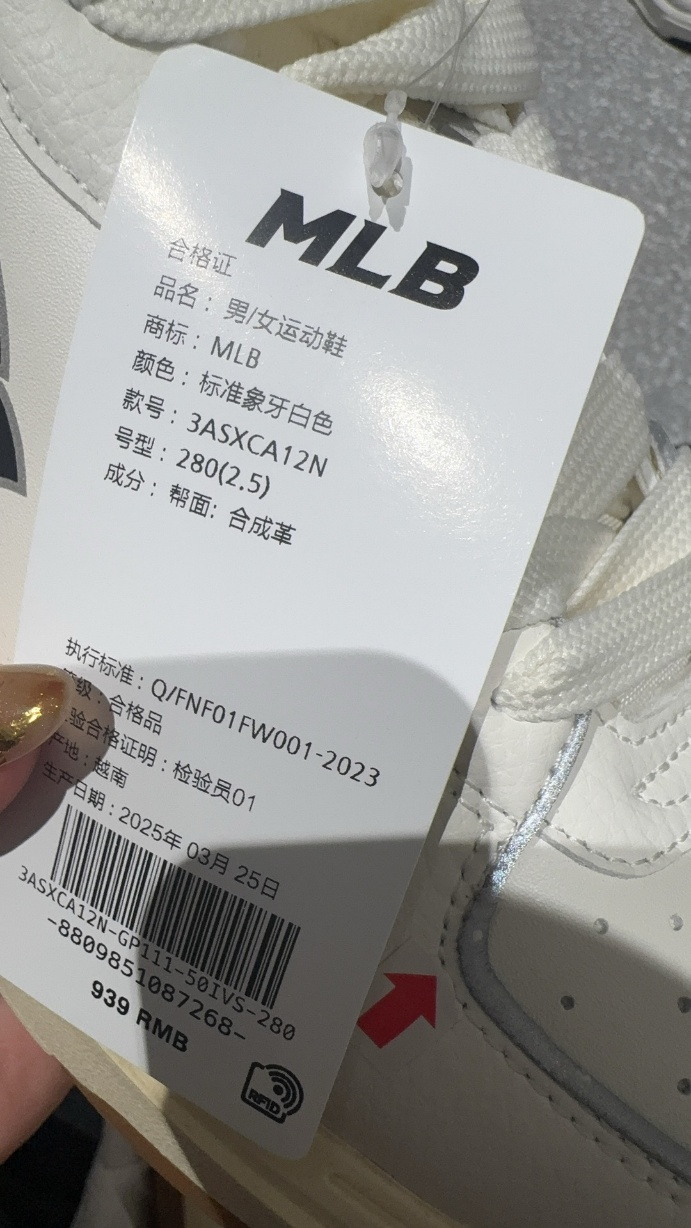 MLB
合格证
品名：男/女运动鞋
商标：MLB
颜色：标准象牙白色
款号：3ASXCA12N
号型：280(2.5)
成分：帮面: 合成革
执行标准：Q/FNF01FW001-2023
级：合格品
验合格证明：检验员01
产地：越南
生产日期：2025年 03月 25日
3ASXCA12N-GP111-50IVS-280
-8809851087268-
939 RMB
RFID